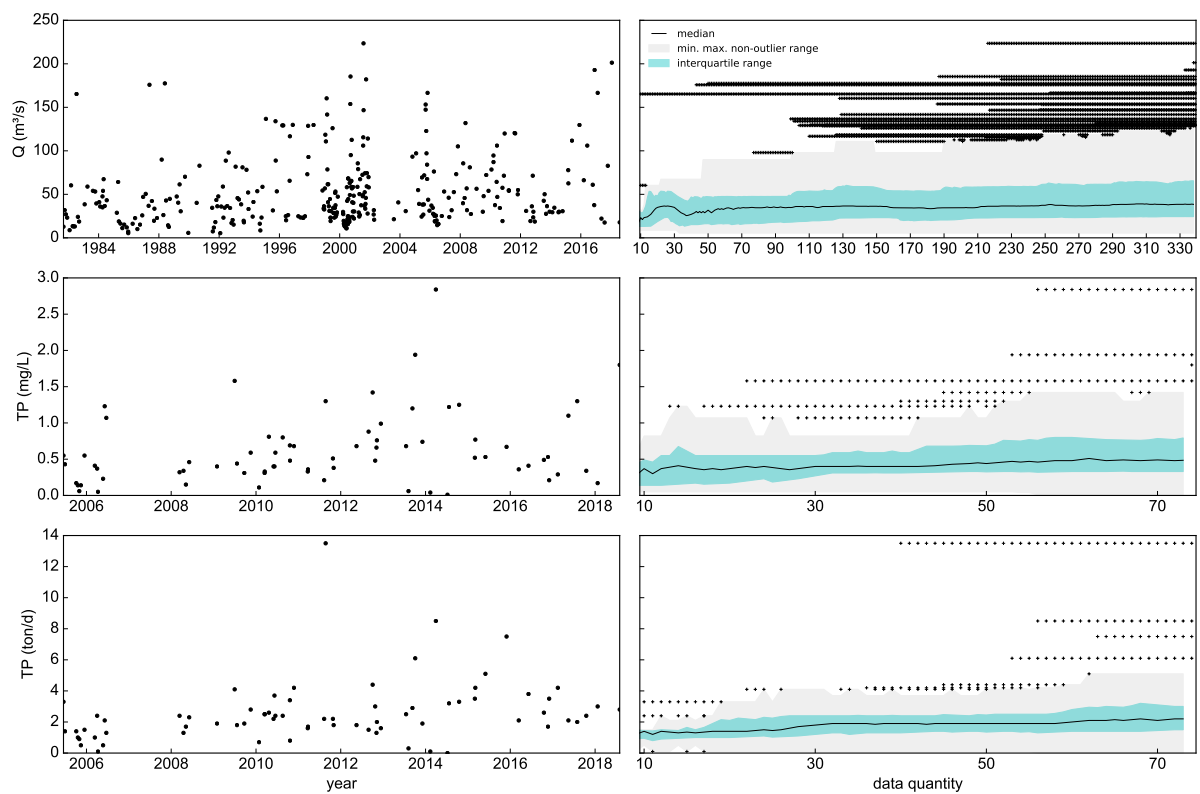 250
200
150
100
50
0
Q (m³/s)
1984 1988 1992 1996 2000 2004 2008 2012 2016
median
min. max. non-outlier range
interquartile range
10 30 50 70 90 110 130 150 170 190 210 230 250 270 290 310 330
3.0
2.5
2.0
1.5
1.0
0.5
0.0
TP (mg/L)
2006 2008 2010 2012 2014 2016 2018
10 30 50 70
14
12
10
8
6
4
2
0
TP (ton/d)
2006 2008 2010 2012 2014 2016 2018
year
10 30 50 70
data quantity